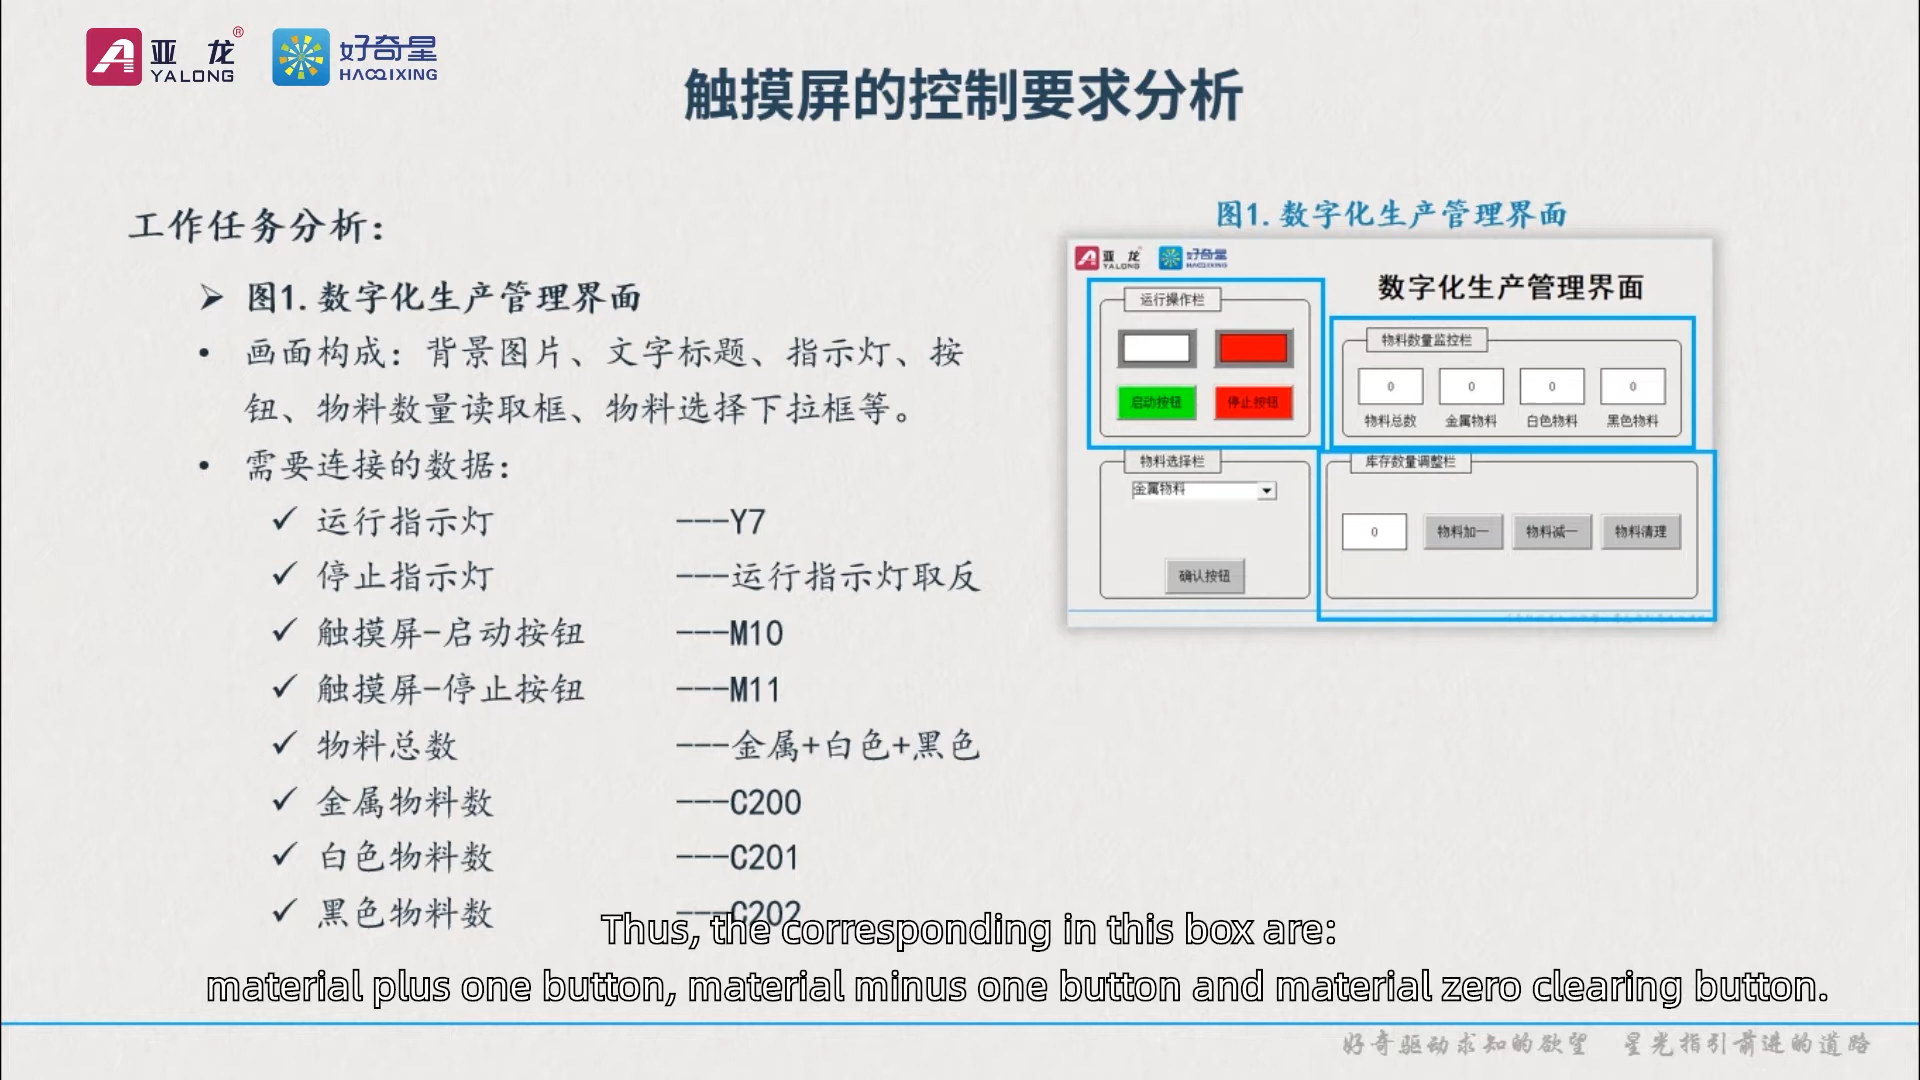 亚 龙®
YALONG
好奇星
HAOQIXING
触摸屏的控制要求分析
工作任务分析：
➢ 图1.数字化生产管理界面
• 画面构成：背景图片、文字标题、指示灯、按
钮、物料数量读取框、物料选择下拉框等。
• 需要连接的数据：
✓ 运行指示灯 ---Y7
✓ 停止指示灯 ---运行指示灯取反
✓ 触摸屏-启动按钮 ---M10
✓ 触摸屏-停止按钮 ---M11
✓ 物料总数 ---金属+白色+黑色
✓ 金属物料数 ---C200
✓ 白色物料数 ---C201
✓ 黑色物料数 ---C202
图1.数字化生产管理界面
亚 龙
YALONG
好奇星
HAOQIXING
数字化生产管理界面
运行操作栏
启动按钮 停止按钮
物料数量监控栏
0 0 0 0
物料总数 金属物料 白色物料 黑色物料
物料选择栏
金属物料
确认按钮
库存数量调整栏
0 物料加一 物料减一 物料清理
Thus, the corresponding in this box are:
material plus one button, material minus one button and material zero clearing button.
好奇驱动求知的欲望 星光指引前进的道路